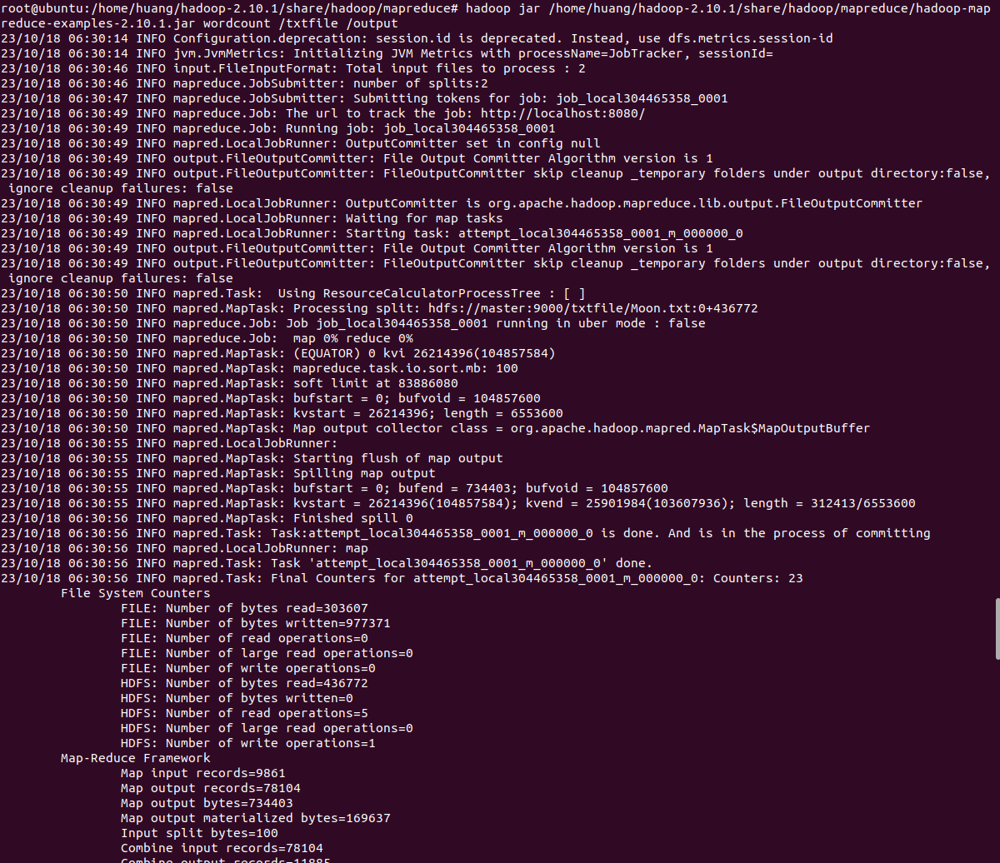 root@ubuntu:/home/huang/hadoop-2.10.1/share/hadoop/mapreduce# hadoop jar /home/huang/hadoop-2.10.1/share/hadoop/mapreduce/hadoop-map
reduce-examples-2.10.1.jar wordcount /txtfile /output
23/10/18 06:30:14 INFO Configuration.deprecation: session.id is deprecated. Instead, use dfs.metrics.session-id
23/10/18 06:30:14 INFO jvm.JvmMetrics: Initializing JVM Metrics with processName=JobTracker, sessionId=
23/10/18 06:30:46 INFO input.FileInputFormat: Total input files to process : 2
23/10/18 06:30:46 INFO mapreduce.JobSubmitter: number of splits:2
23/10/18 06:30:47 INFO mapreduce.JobSubmitter: Submitting tokens for job: job_local304465358_0001
23/10/18 06:30:49 INFO mapreduce.Job: The url to track the job: http://localhost:8080/
23/10/18 06:30:49 INFO mapreduce.Job: Running job: job_local304465358_0001
23/10/18 06:30:49 INFO mapred.LocalJobRunner: OutputCommitter set in config null
23/10/18 06:30:49 INFO output.FileOutputCommitter: File Output Committer Algorithm version is 1
23/10/18 06:30:49 INFO output.FileOutputCommitter: FileOutputCommitter skip cleanup _temporary folders under output directory:false,
 ignore cleanup failures: false
23/10/18 06:30:49 INFO mapred.LocalJobRunner: OutputCommitter is org.apache.hadoop.mapreduce.lib.output.FileOutputCommitter
23/10/18 06:30:49 INFO mapred.LocalJobRunner: Waiting for map tasks
23/10/18 06:30:49 INFO mapred.LocalJobRunner: Starting task: attempt_local304465358_0001_m_000000_0
23/10/18 06:30:49 INFO output.FileOutputCommitter: File Output Committer Algorithm version is 1
23/10/18 06:30:49 INFO output.FileOutputCommitter: FileOutputCommitter skip cleanup _temporary folders under output directory:false,
 ignore cleanup failures: false
23/10/18 06:30:50 INFO mapred.Task:  Using ResourceCalculatorProcessTree : [ ]
23/10/18 06:30:50 INFO mapred.MapTask: Processing split: hdfs://master:9000/txtfile/Moon.txt:0+436772
23/10/18 06:30:50 INFO mapreduce.Job: Job job_local304465358_0001 running in uber mode : false
23/10/18 06:30:50 INFO mapreduce.Job:  map 0% reduce 0%
23/10/18 06:30:50 INFO mapred.MapTask: (EQUATOR) 0 kvi 26214396(104857584)
23/10/18 06:30:50 INFO mapred.MapTask: mapreduce.task.io.sort.mb: 100
23/10/18 06:30:50 INFO mapred.MapTask: soft limit at 83886080
23/10/18 06:30:50 INFO mapred.MapTask: bufstart = 0; bufvoid = 104857600
23/10/18 06:30:50 INFO mapred.MapTask: kvstart = 26214396; length = 6553600
23/10/18 06:30:50 INFO mapred.MapTask: Map output collector class = org.apache.hadoop.mapred.MapTask$MapOutputBuffer
23/10/18 06:30:55 INFO mapred.LocalJobRunner:
23/10/18 06:30:55 INFO mapred.MapTask: Starting flush of map output
23/10/18 06:30:55 INFO mapred.MapTask: Spilling map output
23/10/18 06:30:55 INFO mapred.MapTask: bufstart = 0; bufend = 734403; bufvoid = 104857600
23/10/18 06:30:55 INFO mapred.MapTask: kvstart = 26214396(104857584); kvend = 25901984(103607936); length = 312413/6553600
23/10/18 06:30:56 INFO mapred.MapTask: Finished spill 0
23/10/18 06:30:56 INFO mapred.Task: Task:attempt_local304465358_0001_m_000000_0 is done. And is in the process of committing
23/10/18 06:30:56 INFO mapred.LocalJobRunner: map
23/10/18 06:30:56 INFO mapred.Task: Task 'attempt_local304465358_0001_m_000000_0' done.
23/10/18 06:30:56 INFO mapred.Task: Final Counters for attempt_local304465358_0001_m_000000_0: Counters: 23
File System Counters
FILE: Number of bytes read=303607
FILE: Number of bytes written=977371
FILE: Number of read operations=0
FILE: Number of large read operations=0
FILE: Number of write operations=0
HDFS: Number of bytes read=436772
HDFS: Number of bytes written=0
HDFS: Number of read operations=5
HDFS: Number of large read operations=0
HDFS: Number of write operations=1
Map-Reduce Framework
Map input records=9861
Map output records=78104
Map output bytes=734403
Map output materialized bytes=169637
Input split bytes=100
Combine input records=78104
Combine output records=11885